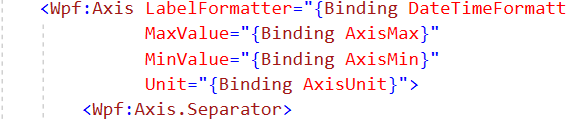 <Wpf:Axis LabelFormatter="{Binding DateTimeFormatt
MaxValue="{Binding AxisMax}"
MinValue="{Binding AxisMin}"
Unit="{Binding AxisUnit}">
<Wpf:Axis.Separator>